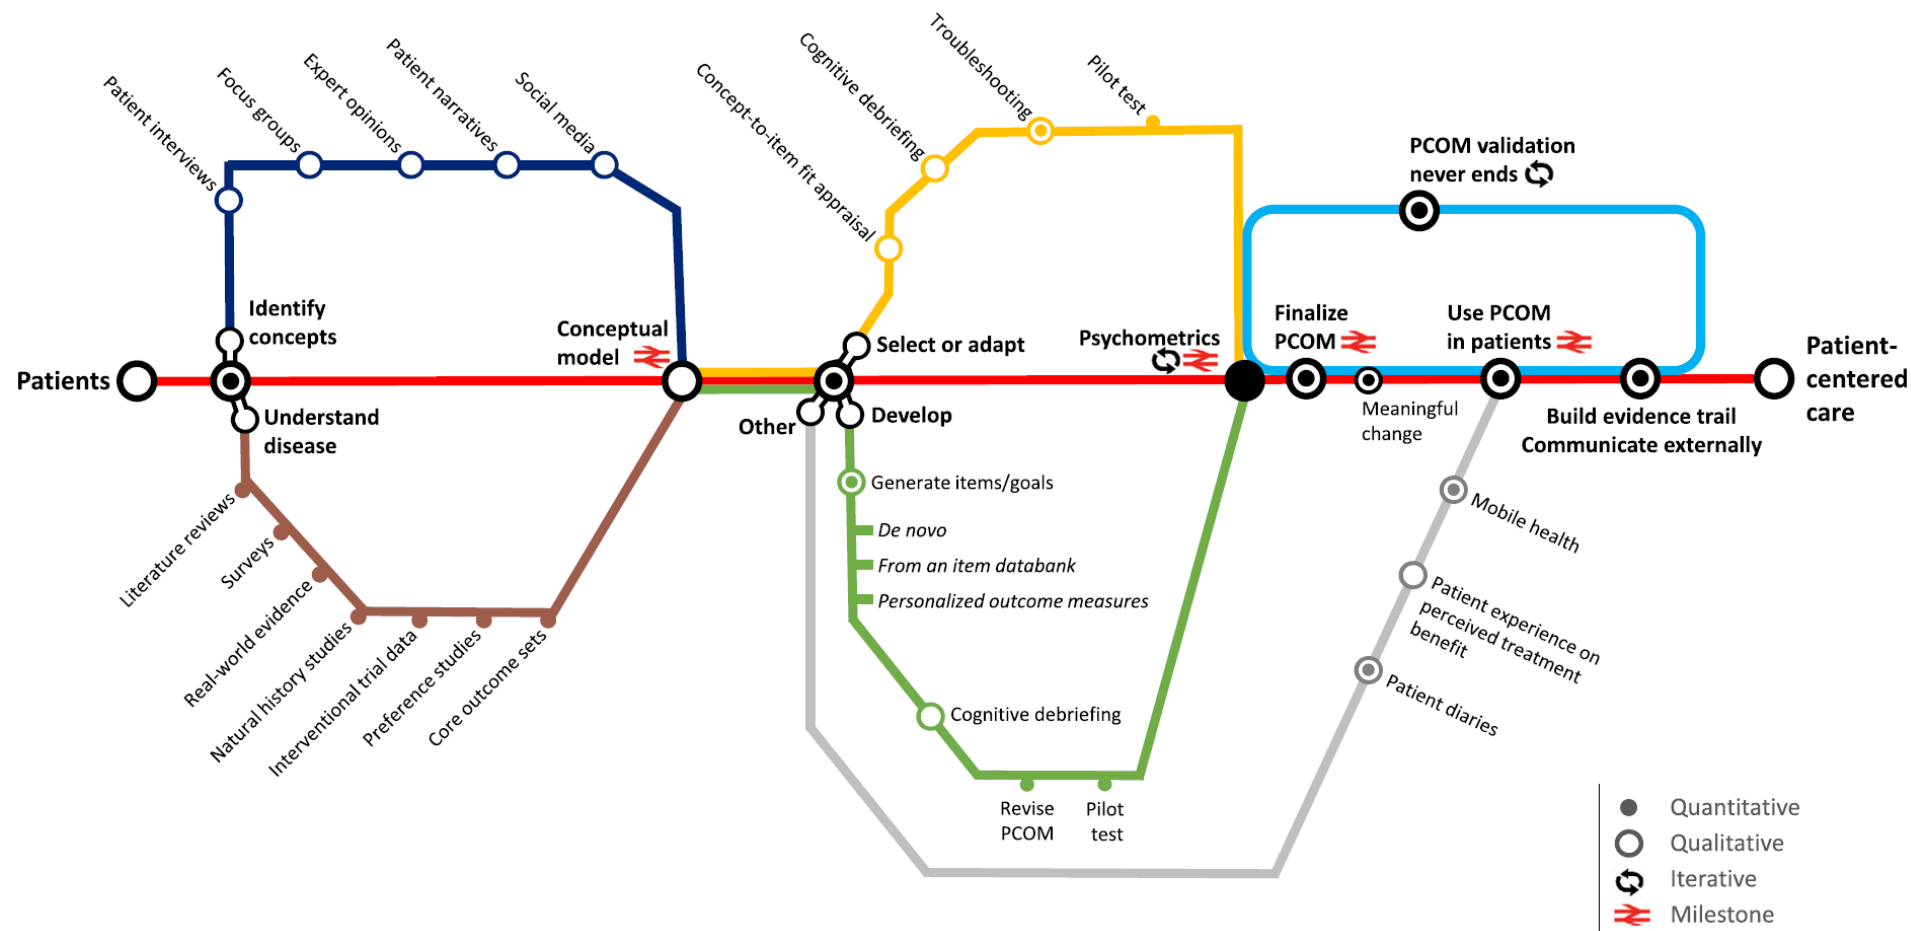 Patient interviews
Focus groups
Expert opinions
Patient narratives
Social media
Concept-to-item fit appraisal
Cognitive debriefing
Troubleshooting
Pilot test
PCOM validation
never ends
Identify
concepts
Conceptual
model
Select or adapt
Psychometrics
Finalize
PCOM
Use PCOM
in patients
Patients
Patient-
centered
care
Understand
disease
Other
Develop
Meaningful
change
Build evidence trail
Communicate externally
Literature reviews
Surveys
Real-world evidence
Natural history studies
Interventional trial data
Preference studies
Core outcome sets
Generate items/goals
De novo
From an item databank
Personalized outcome measures
Cognitive debriefing
Revise
PCOM
Pilot
test
Mobile health
Patient experience on
perceived treatment
benefit
Patient diaries
Quantitative
Qualitative
Iterative
Milestone